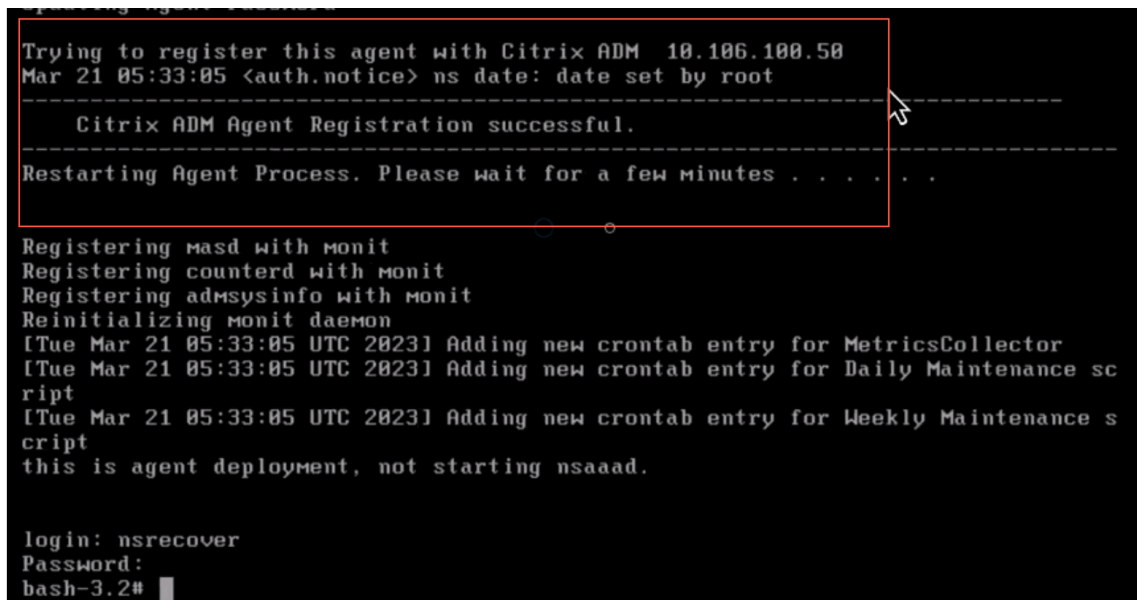 Updating Agent Password
Trying to register this agent with Citrix ADM  10.106.100.50
Mar 21 05:33:05 <auth.notice> ns date: date set by root
----------------------------------------------------------------------------
    Citrix ADM Agent Registration successful.
--------------------------------------------------------------------------------
Restarting Agent Process. Please wait for a few minutes . . . . . .
Registering masd with monit
Registering counterd with monit
Registering admsysinfo with monit
Reinitializing monit daemon
[Tue Mar 21 05:33:05 UTC 2023] Adding new crontab entry for MetricsCollector
[Tue Mar 21 05:33:05 UTC 2023] Adding new crontab entry for Daily Maintenance sc
ript
[Tue Mar 21 05:33:05 UTC 2023] Adding new crontab entry for Weekly Maintenance s
cript
this is agent deployment, not starting nsaaad.
login: nsrecover
Password:
bash-3.2#